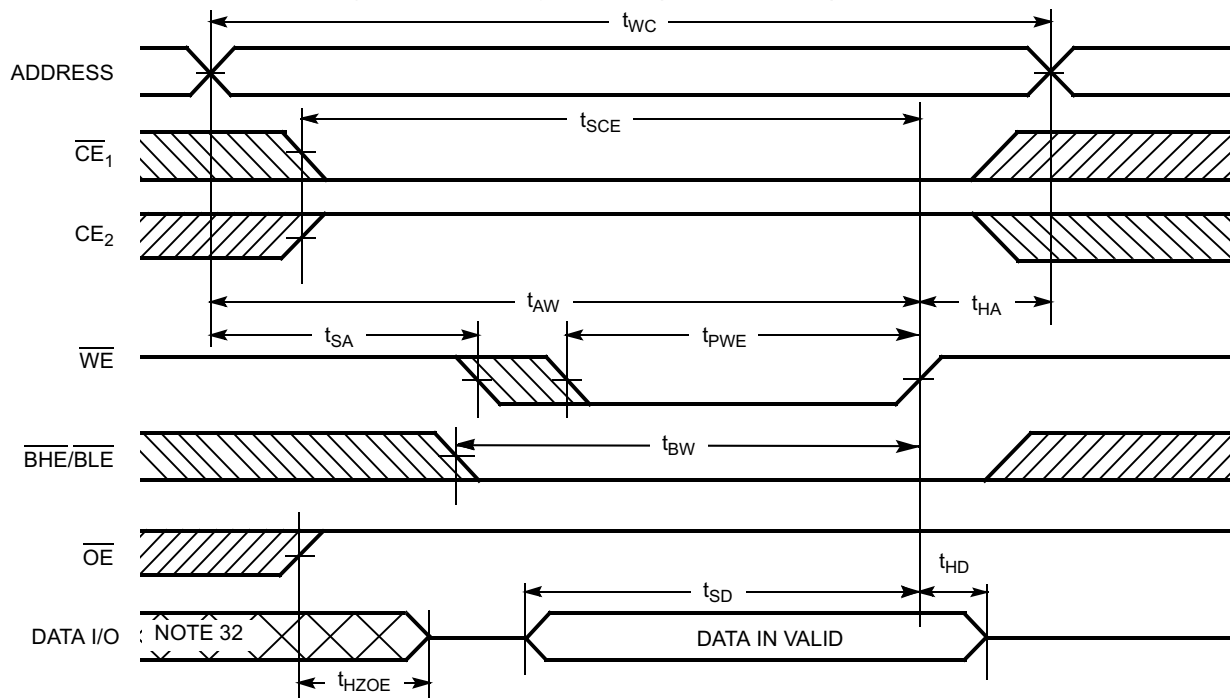 tWC
ADDRESS
tSCE
CE1
CE2
tAW
tHA
tSA
tPWE
WE
tBW
BHE/BLE
OE
tHD
tSD
DATA I/O
NOTE 32
DATA IN VALID
tHZOE